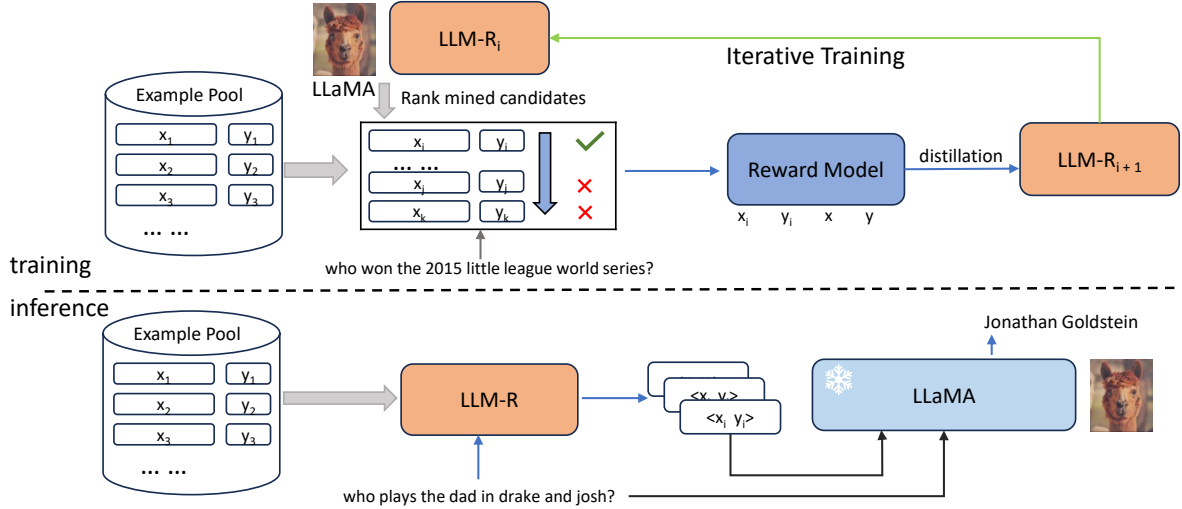 LLM-Rᵢ
Iterative Training
LLaMA
Rank mined candidates
Example Pool
x₁ y₁
x₂ y₂
x₃ y₃
... ...
xᵢ yᵢ
... ...
xⱼ yⱼ
xₖ yₖ
Reward Model
xᵢ yᵢ x y
distillation
LLM-Rᵢ₊₁
who won the 2015 little league world series?
training
inference
Example Pool
x₁ y₁
x₂ y₂
x₃ y₃
... ...
LLM-R
<xᵢ yᵢ>
Jonathan Goldstein
LLaMA
who plays the dad in drake and josh?